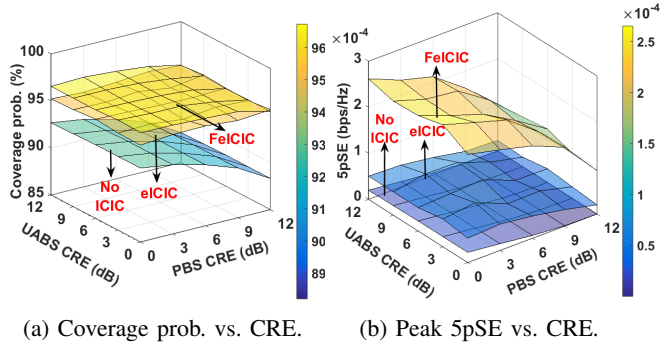 100
95
90
85
Coverage prob. (%)
12
9
6
3
0
UABS CRE (dB)
0
3
6
9
12
PBS CRE (dB)
No
ICIC
eICIC
FeICIC
96
95
94
93
92
91
90
89
×10⁻⁴
3
2
1
0
5pSE (bps/Hz)
12
9
6
3
0
UABS CRE (dB)
0
3
6
9
12
PBS CRE (dB)
No
ICIC
eICIC
FeICIC
×10⁻⁴
2.5
2
1.5
1
0.5
(a) Coverage prob. vs. CRE.
(b) Peak 5pSE vs. CRE.